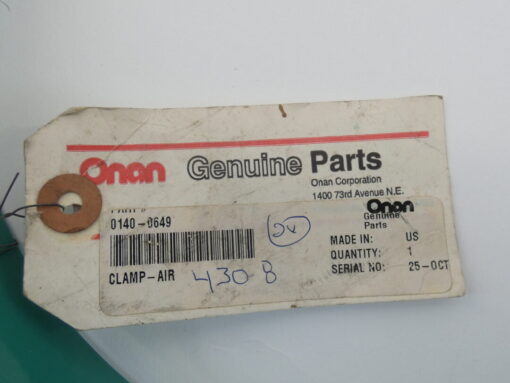 Onan Genuine Parts
Onan Corporation
1400 73rd Avenue N.E.
0140-0649
Onan
Genuine
Parts
MADE IN: US
QUANTITY: 1
SERIAL NO: 25-OCT
CLAMP-AIR
430 B